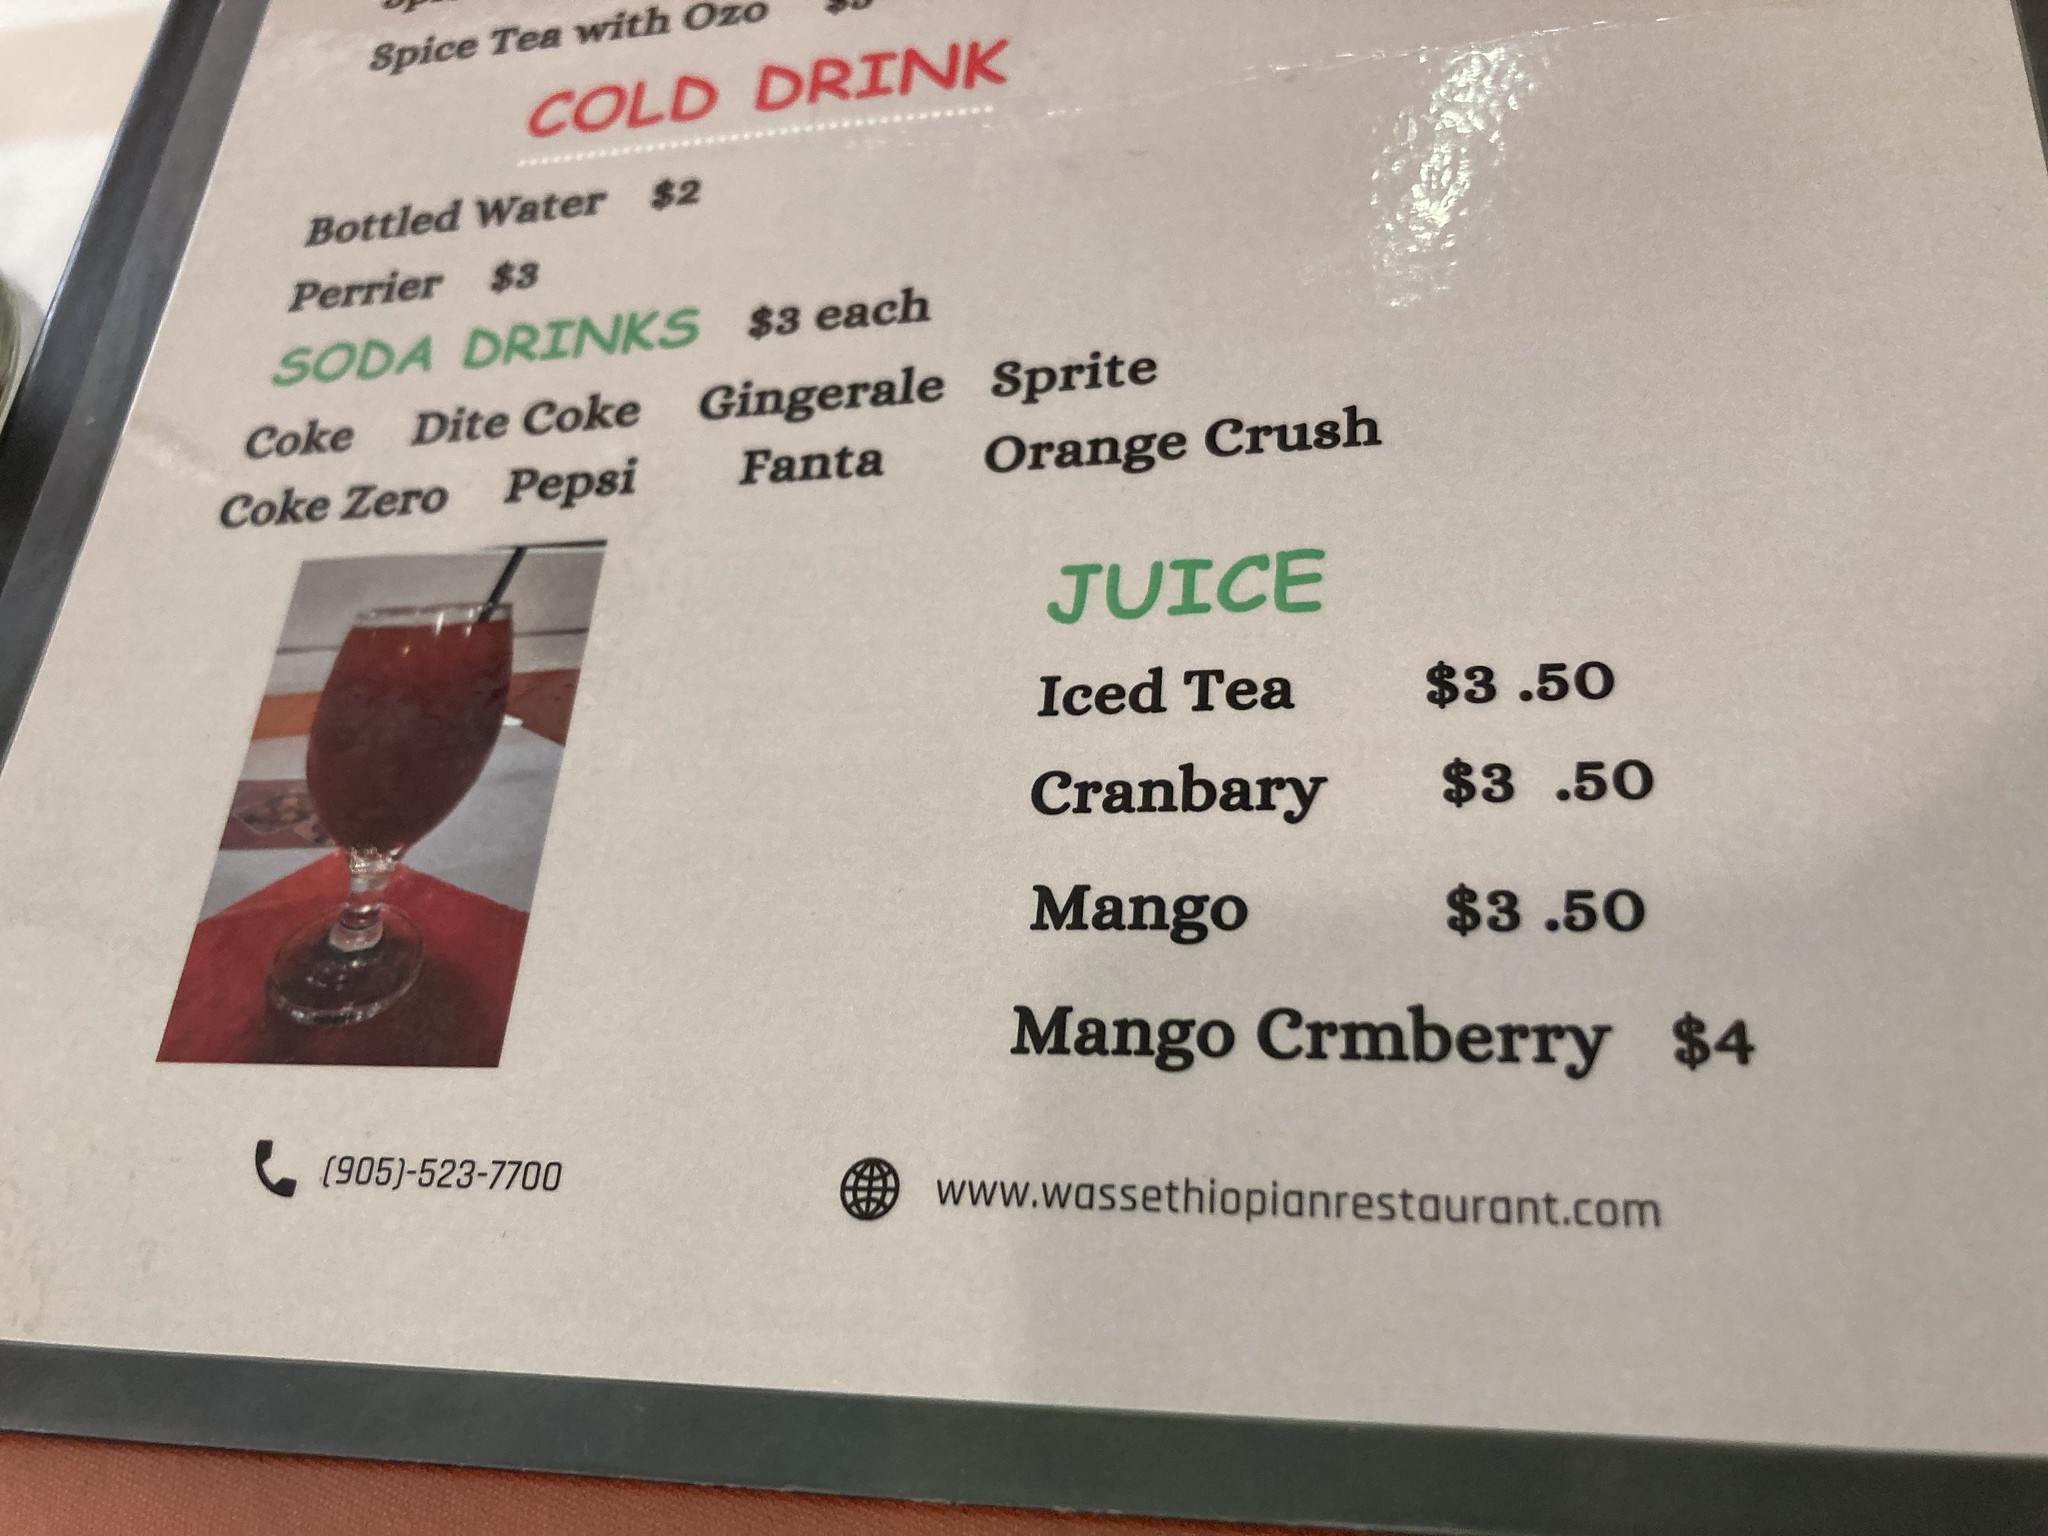 Spice Tea with Ozo
COLD DRINK
Bottled Water $2
Perrier $3
SODA DRINKS $3 each
Coke Dite Coke Gingerale Sprite
Coke Zero Pepsi Fanta Orange Crush
JUICE
Iced Tea $3 .50
Cranbary $3 .50
Mango $3 .50
Mango Crmberry $4
(905)-523-7700
www.wassethiopianrestaurant.com